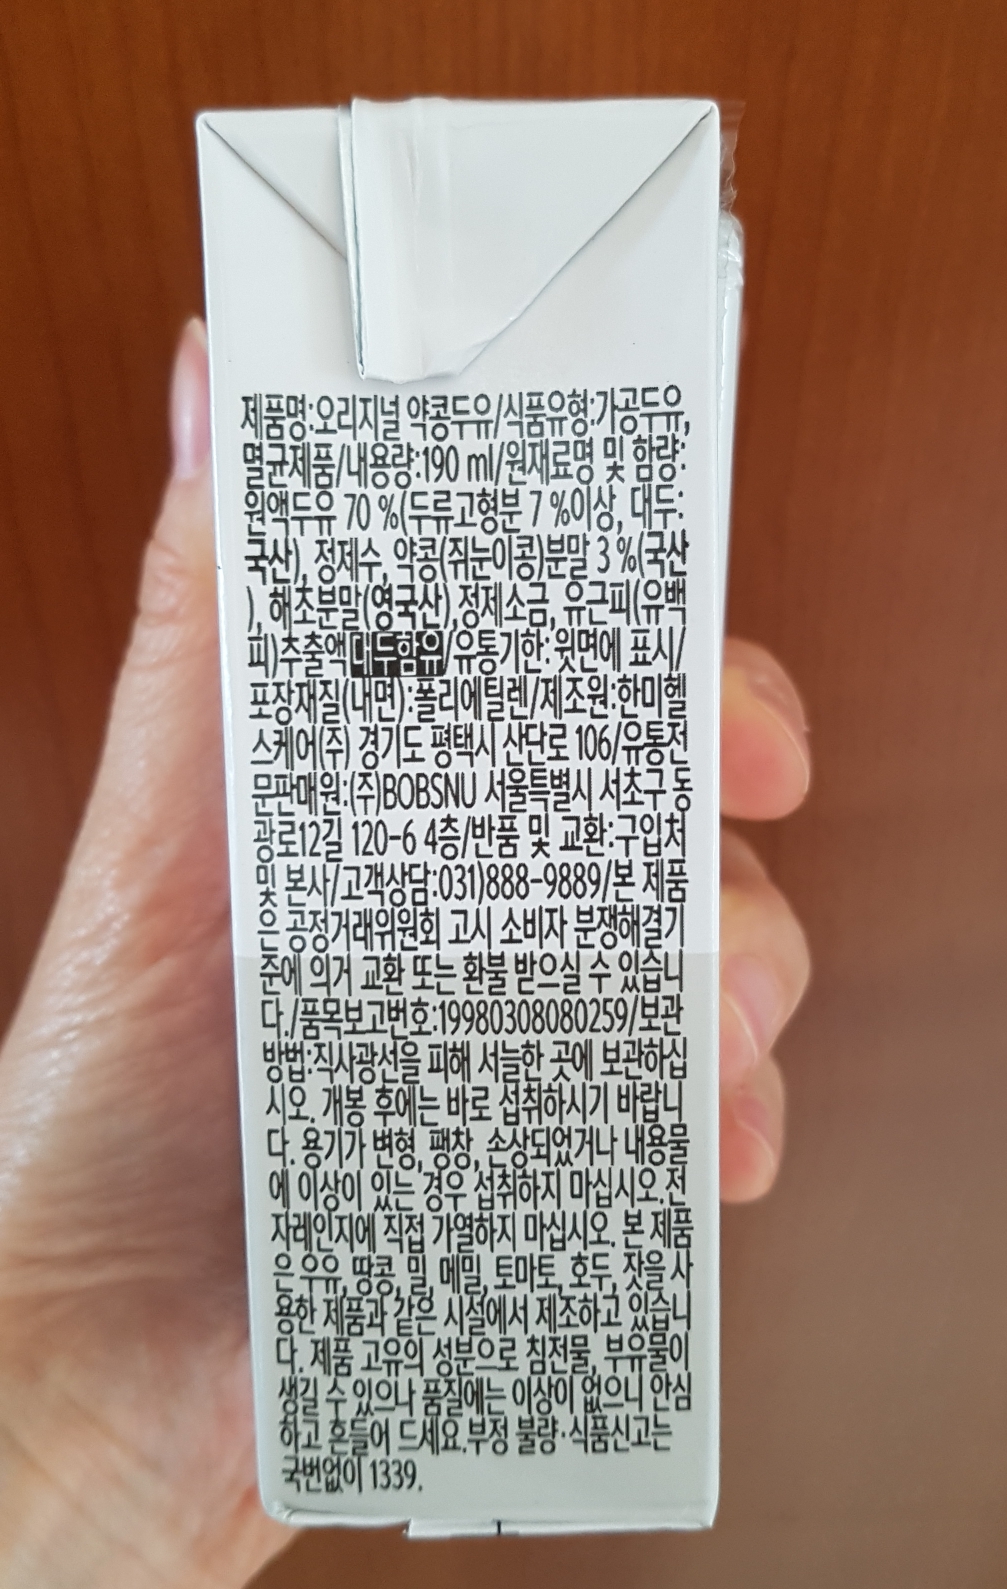 제품명:오리지널 약콩두유/식품유형:가공두유,
멸균제품/내용량:190 ml/원재료명 및 함량:
원액두유 70 %(두류고형분 7 %이상, 대두:
국산), 정제수, 약콩(쥐눈이콩)분말 3 %(국산
), 해조분말(영국산),정제소금, 유근피(유백
피)추출액 대두함유/유통기한: 윗면에 표시/
포장재질(내면):폴리에틸렌/제조원:한미헬
스케어(주) 경기도 평택시 산단로 106/유통전
문판매원:(주)BOBSNU 서울특별시 서초구 동
광로12길 120-6 4층/반품 및 교환:구입처
및 본사/고객상담:031)888-9889/본 제품
은 공정거래위원회 고시 소비자 분쟁해결기
준에 의거 교환 또는 환불 받으실 수 있습니
다./품목보고번호:19980308080259/보관
방법:직사광선을 피해 서늘한 곳에 보관하십
시오. 개봉 후에는 바로 섭취하시기 바랍니
다. 용기가 변형, 팽창, 손상되었거나 내용물
에 이상이 있는 경우 섭취하지 마십시오.전
자레인지에 직접 가열하지 마십시오. 본 제품
은 우유, 땅콩, 밀, 메밀, 토마토, 호두, 잣을 사
용한 제품과 같은 시설에서 제조하고 있습니
다. 제품 고유의 성분으로 침전물, 부유물이
생길 수 있으나 품질에는 이상이 없으니 안심
하고 흔들어 드세요.부정 불량·식품신고는
국번없이 1339.